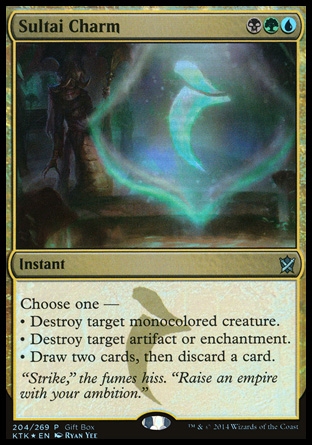 Sultai Charm
Instant
Choose one —
• Destroy target monocolored creature.
• Destroy target artifact or enchantment.
• Draw two cards, then discard a card.
“Strike,” the fumes hiss. “Raise an empire
with your ambition.”
204/269 P Gift Box
KTK ★ EN Ryan Yee
™ & © 2014 Wizards of the Coast